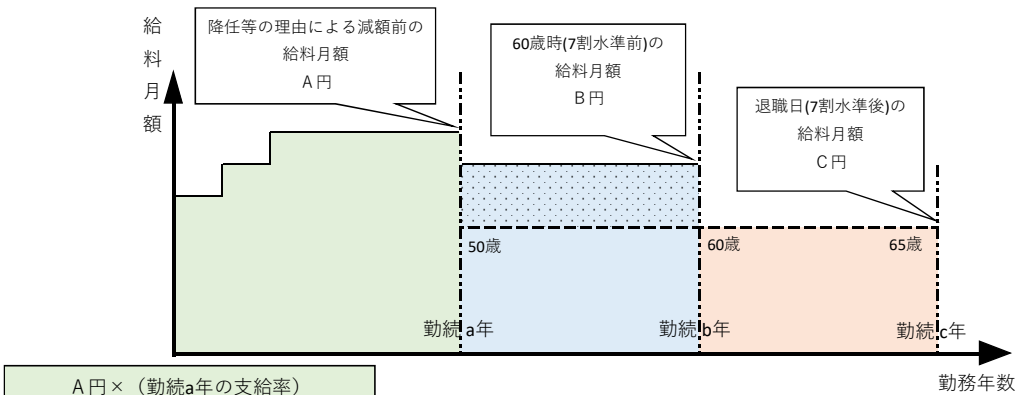 給
料
月
額
降任等の理由による減額前の
給料月額
A円
60歳時(7割水準前)の
給料月額
B円
退職日(7割水準後)の
給料月額
C円
50歳
60歳
65歳
勤続a年
勤続b年
勤続c年
勤務年数
A円×（勤続a年の支給率）